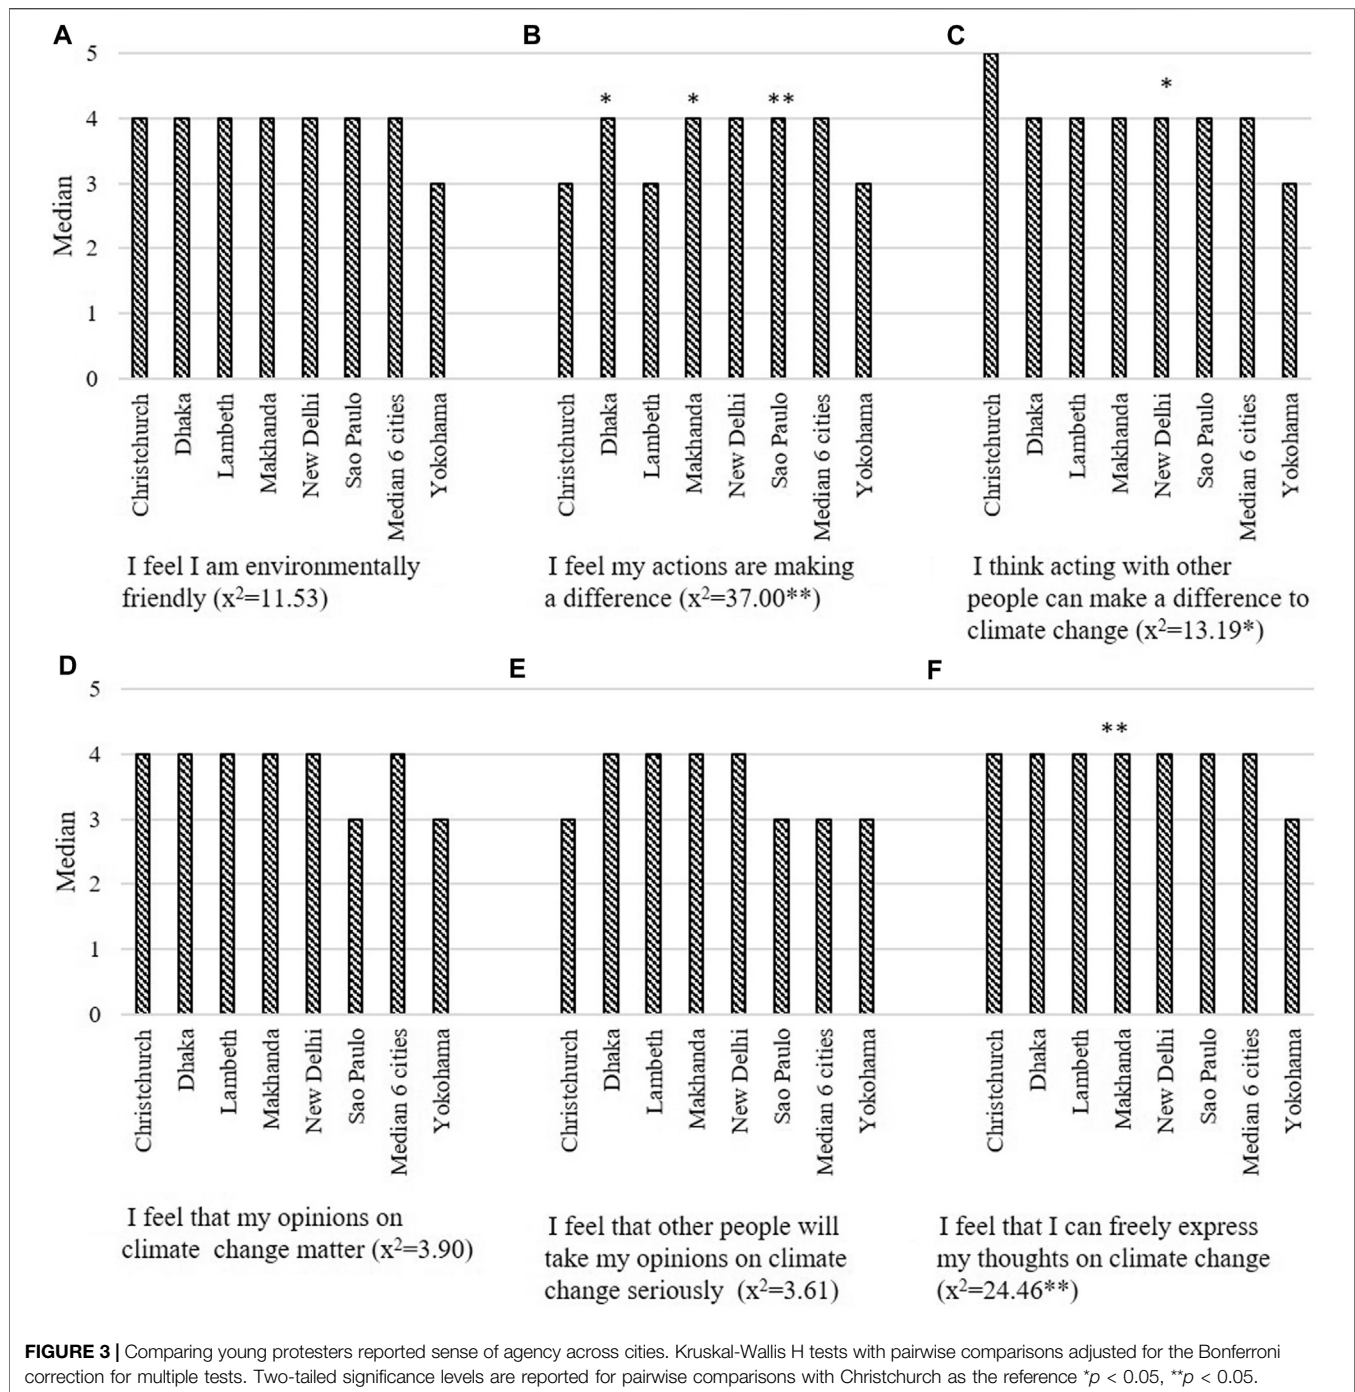 A
B
C
5
4
3
2
1
0
Median
* * ** *
Christchurch
Dhaka
Lambeth
Makhanda
New Delhi
Sao Paulo
Median 6 cities
Yokohama
Christchurch
Dhaka
Lambeth
Makhanda
New Delhi
Sao Paulo
Median 6 cities
Yokohama
Christchurch
Dhaka
Lambeth
Makhanda
New Delhi
Sao Paulo
Median 6 cities
Yokohama
I feel I am environmentally
friendly (x²=11.53)
I feel my actions are making
a difference (x²=37.00**)
I think acting with other
people can make a difference to
climate change (x²=13.19*)
D
E
F
5
4
3
2
1
0
Median
**
Christchurch
Dhaka
Lambeth
Makhanda
New Delhi
Sao Paulo
Median 6 cities
Yokohama
Christchurch
Dhaka
Lambeth
Makhanda
New Delhi
Sao Paulo
Median 6 cities
Yokohama
Christchurch
Dhaka
Lambeth
Makhanda
New Delhi
Sao Paulo
Median 6 cities
Yokohama
I feel that my opinions on
climate change matter (x²=3.90)
I feel that other people will
take my opinions on climate
change seriously (x²=3.61)
I feel that I can freely express
my thoughts on climate change
(x²=24.46**)
FIGURE 3 | Comparing young protesters reported sense of agency across cities. Kruskal-Wallis H tests with pairwise comparisons adjusted for the Bonferroni
correction for multiple tests. Two-tailed significance levels are reported for pairwise comparisons with Christchurch as the reference *p < 0.05, **p < 0.05.